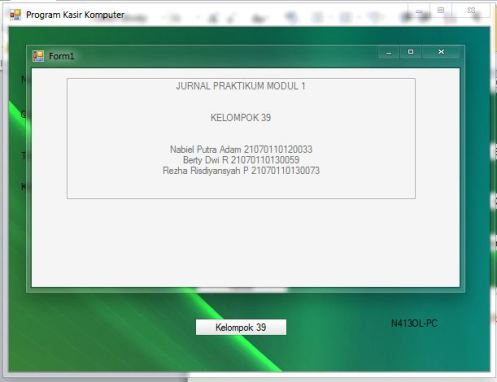 Program Kasir Komputer
Form1
JURNAL PRAKTIKUM MODUL 1
KELOMPOK 39
Nabiel Putra Adam 21070110120033
Berty Dwi R 21070110130059
Rezha Risdiyansyah P 21070110130073
Kelompok 39
N413OL-PC